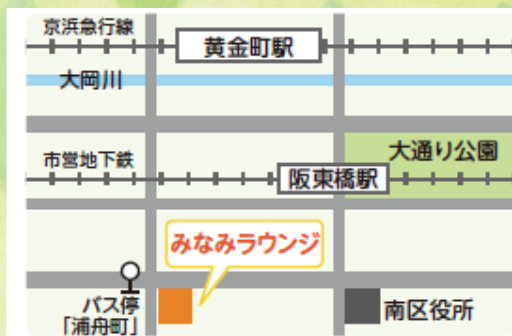 京浜急行線
黄金町駅
大岡川
大通り公園
市営地下鉄
阪東橋駅
みなみラウンジ
バス停
「浦舟町」
南区役所